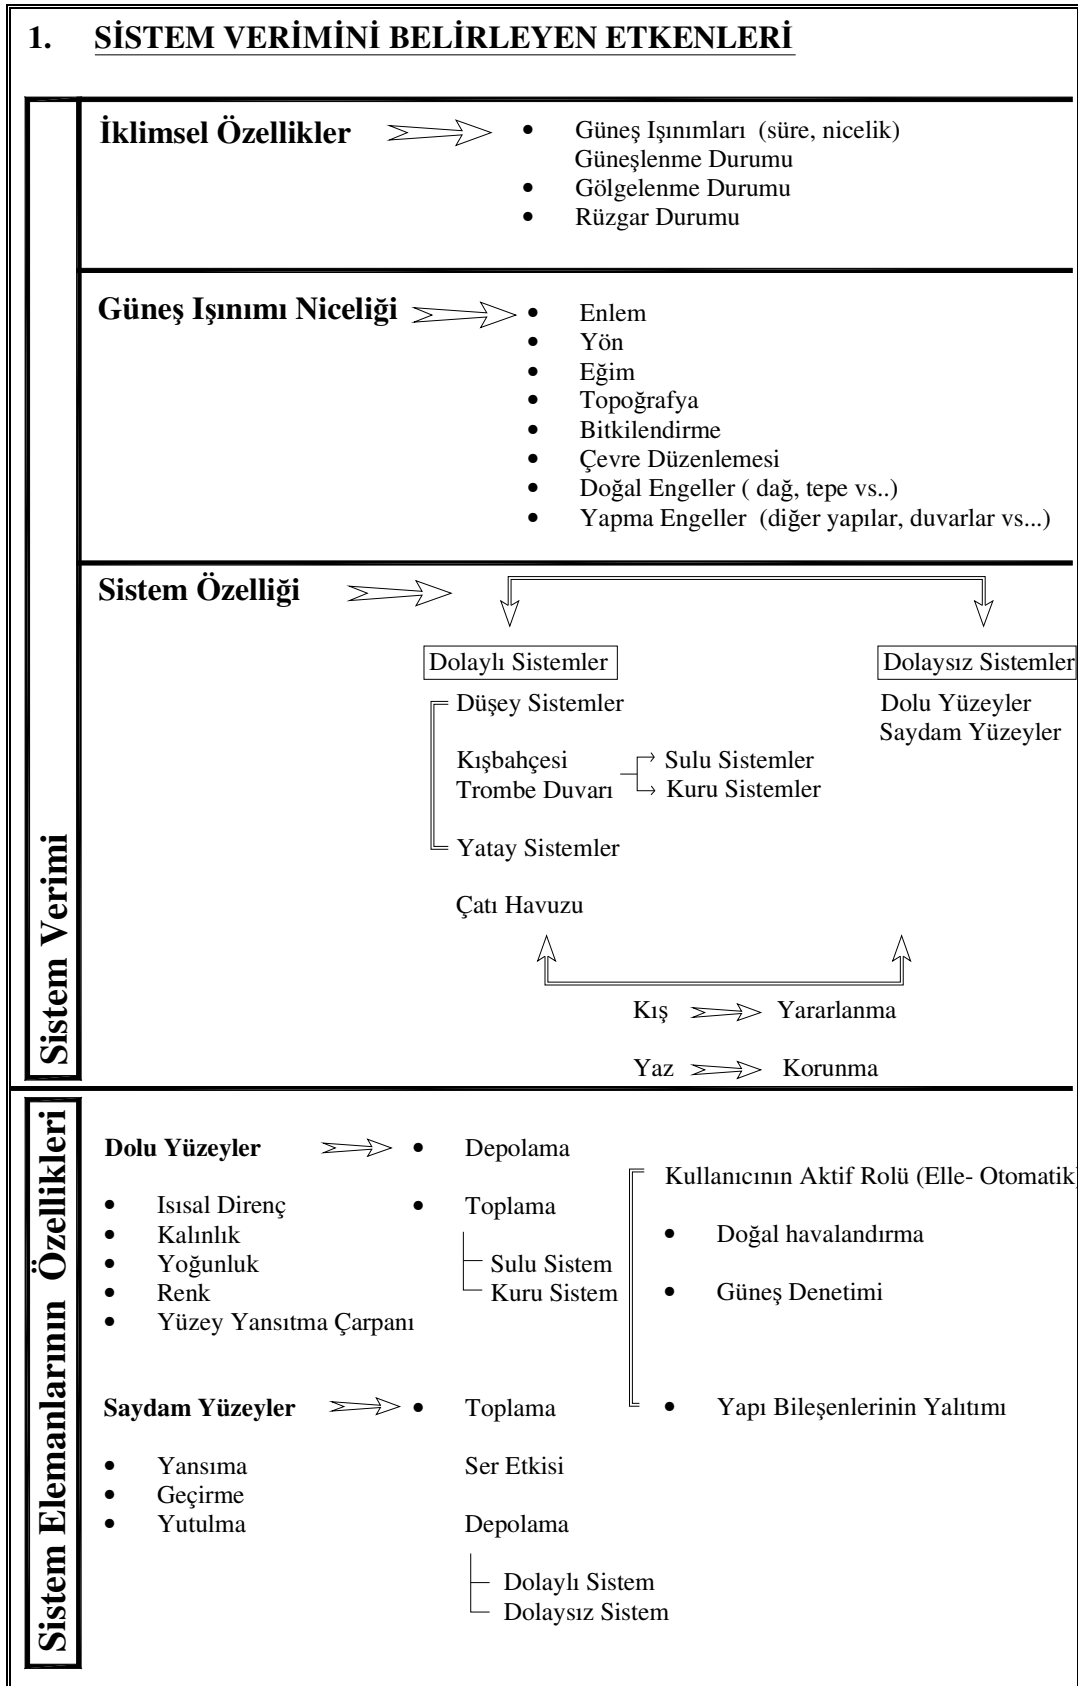 1. SİSTEM VERİMİNİ BELİRLEYEN ETKENLERİ
Sistem Verimi
İklimsel Özellikler
• Güneş Işınımları (süre, nicelik)
Güneşlenme Durumu
• Gölgelenme Durumu
• Rüzgar Durumu
Güneş Işınımı Niceliği
• Enlem
• Yön
• Eğim
• Topoğrafya
• Bitkilendirme
• Çevre Düzenlemesi
• Doğal Engeller ( dağ, tepe vs..)
• Yapma Engeller (diğer yapılar, duvarlar vs...)
Sistem Özelliği
Dolaylı Sistemler
Düşey Sistemler
Kışbahçesi
Trombe Duvarı
Sulu Sistemler
Kuru Sistemler
Yatay Sistemler
Çatı Havuzu
Dolaysız Sistemler
Dolu Yüzeyler
Saydam Yüzeyler
Kış Yararlanma
Yaz Korunma
Sistem Elemanlarının Özellikleri
Dolu Yüzeyler
• Isısal Direnç
• Kalınlık
• Yoğunluk
• Renk
• Yüzey Yansıtma Çarpanı
• Depolama
• Toplama
Sulu Sistem
Kuru Sistem
Kullanıcının Aktif Rolü (Elle- Otomatik)
• Doğal havalandırma
• Güneş Denetimi
• Yapı Bileşenlerinin Yalıtımı
Saydam Yüzeyler
• Yansıma
• Geçirme
• Yutulma
• Toplama
Ser Etkisi
Depolama
Dolaylı Sistem
Dolaysız Sistem